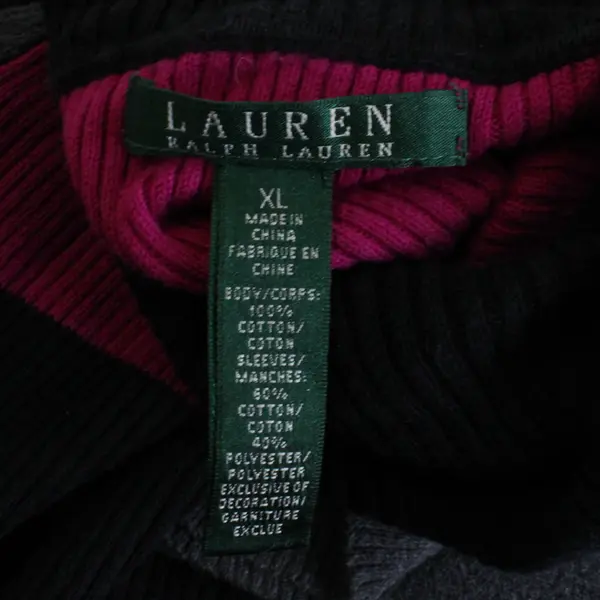 LAUREN
RALPH LAUREN
XL
MADE IN
CHINA
FABRIQUE EN
CHINE
BODY/CORPS:
100%
COTTON/
COTON
SLEEVES/
MANCHES:
60%
COTTON/
COTON
40%
POLYESTER/
POLYESTER
EXCLUSIVE OF
DECORATION/
GARNITURE
EXCLUE